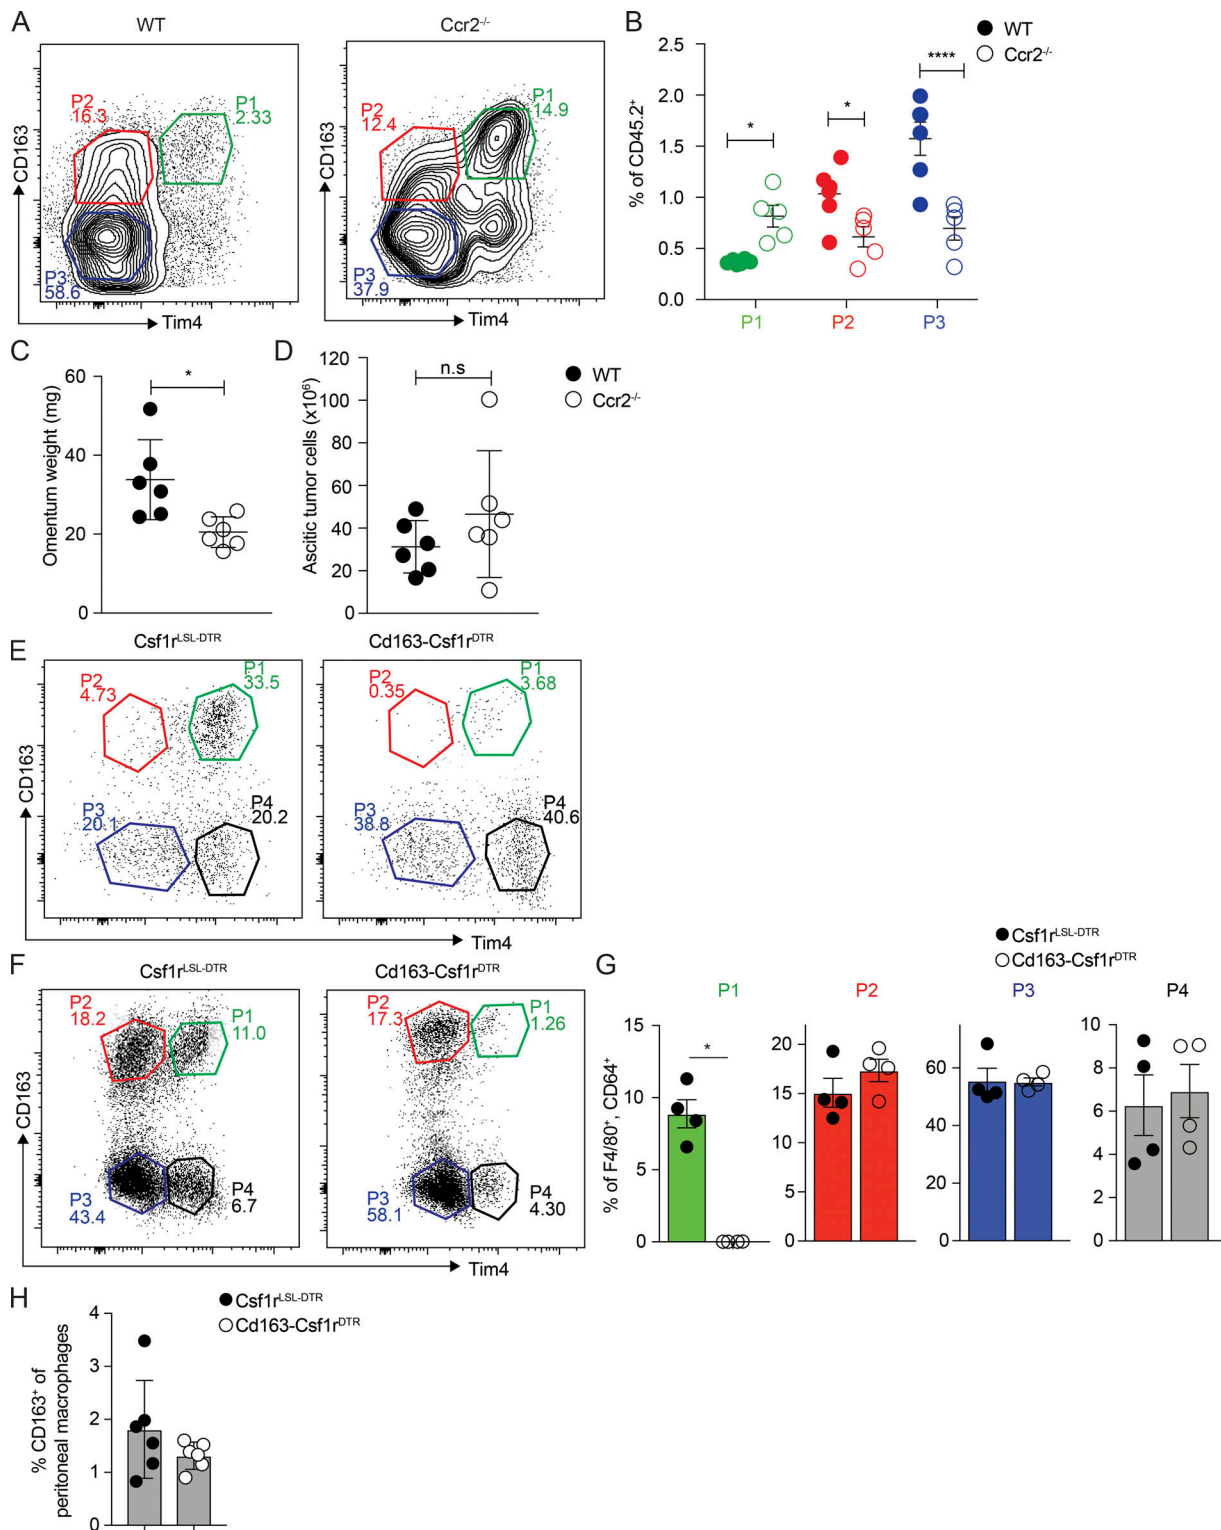 A
WT
Ccr2-/-
CD163
P2
16.3
P1
2.33
P3
58.6
CD163
P2
12.4
P1
14.9
P3
37.9
Tim4
Tim4
B
WT
Ccr2-/-
% of CD45.2+
2.5
2.0
1.5
1.0
0.5
0.0
*
*
****
P1
P2
P3
C
Omentum weight (mg)
60
40
20
0
*
D
Ascitic tumor cells (x10⁶)
120
100
80
60
40
20
0
n.s
WT
Ccr2-/-
E
Csf1rLSL-DTR
Cd163-Csf1rDTR
CD163
P2
4.73
P1
33.5
P3
20.1
P4
20.2
P2
0.35
P1
3.68
P3
38.8
P4
40.6
Tim4
F
Csf1rLSL-DTR
Cd163-Csf1rDTR
CD163
P2
18.2
P1
11.0
P3
43.4
P4
6.7
P2
17.3
P1
1.26
P3
58.1
P4
4.30
Tim4
G
Csf1rLSL-DTR
Cd163-Csf1rDTR
P1
P2
P3
P4
% of F4/80+, CD64+
15
10
5
0
*
20
15
10
5
0
60
40
20
0
10
8
6
4
2
0
H
Csf1rLSL-DTR
Cd163-Csf1rDTR
% CD163+ of
peritoneal macrophages
4
3
2
1
0